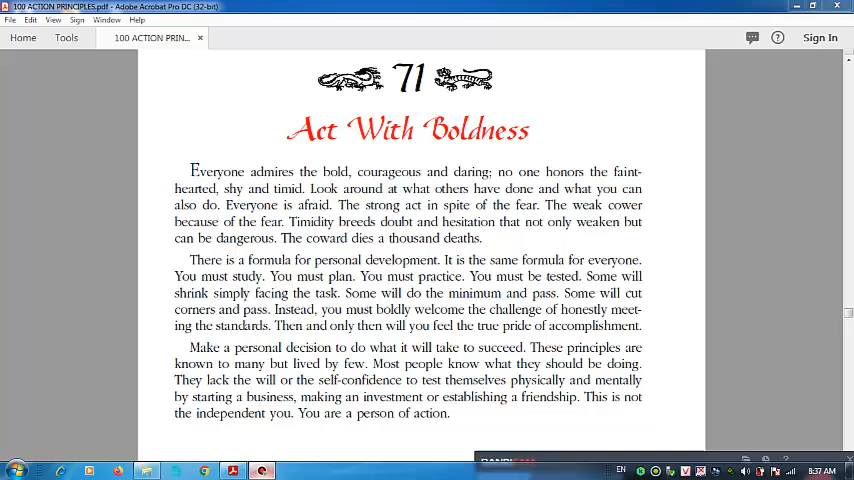 100 ACTION PRINCIPLES.pdf - Adobe Acrobat Pro DC (32-bit)
File Edit View Sign Window Help
Home Tools 100 ACTION PRIN... × Sign In
71
Act With Boldness
Everyone admires the bold, courageous and daring; no one honors the faint-
hearted, shy and timid. Look around at what others have done and what you can
also do. Everyone is afraid. The strong act in spite of the fear. The weak cower
because of the fear. Timidity breeds doubt and hesitation that not only weaken but
can be dangerous. The coward dies a thousand deaths.
There is a formula for personal development. It is the same formula for everyone.
You must study. You must plan. You must practice. You must be tested. Some will
shrink simply facing the task. Some will do the minimum and pass. Some will cut
corners and pass. Instead, you must boldly welcome the challenge of honestly meet-
ing the standards. Then and only then will you feel the true pride of accomplishment.
Make a personal decision to do what it will take to succeed. These principles are
known to many but lived by few. Most people know what they should be doing.
They lack the will or the self-confidence to test themselves physically and mentally
by starting a business, making an investment or establishing a friendship. This is not
the independent you. You are a person of action.
EN 8:37 AM